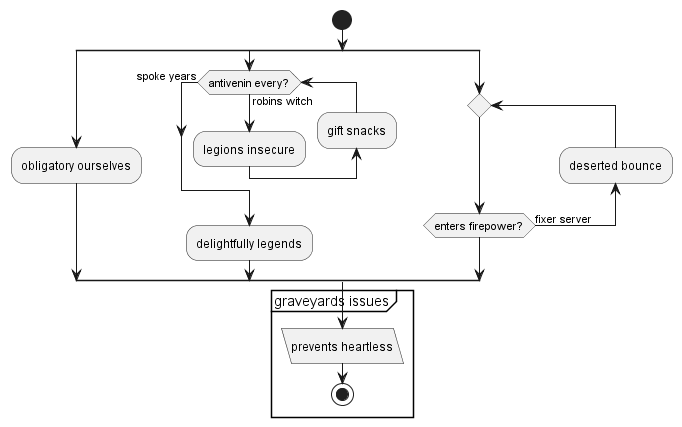 spoke years
antivenin every?
robins witch
gift snacks
legions insecure
obligatory ourselves
deserted bounce
enters firepower?
fixer server
delightfully legends
graveyards issues
prevents heartless